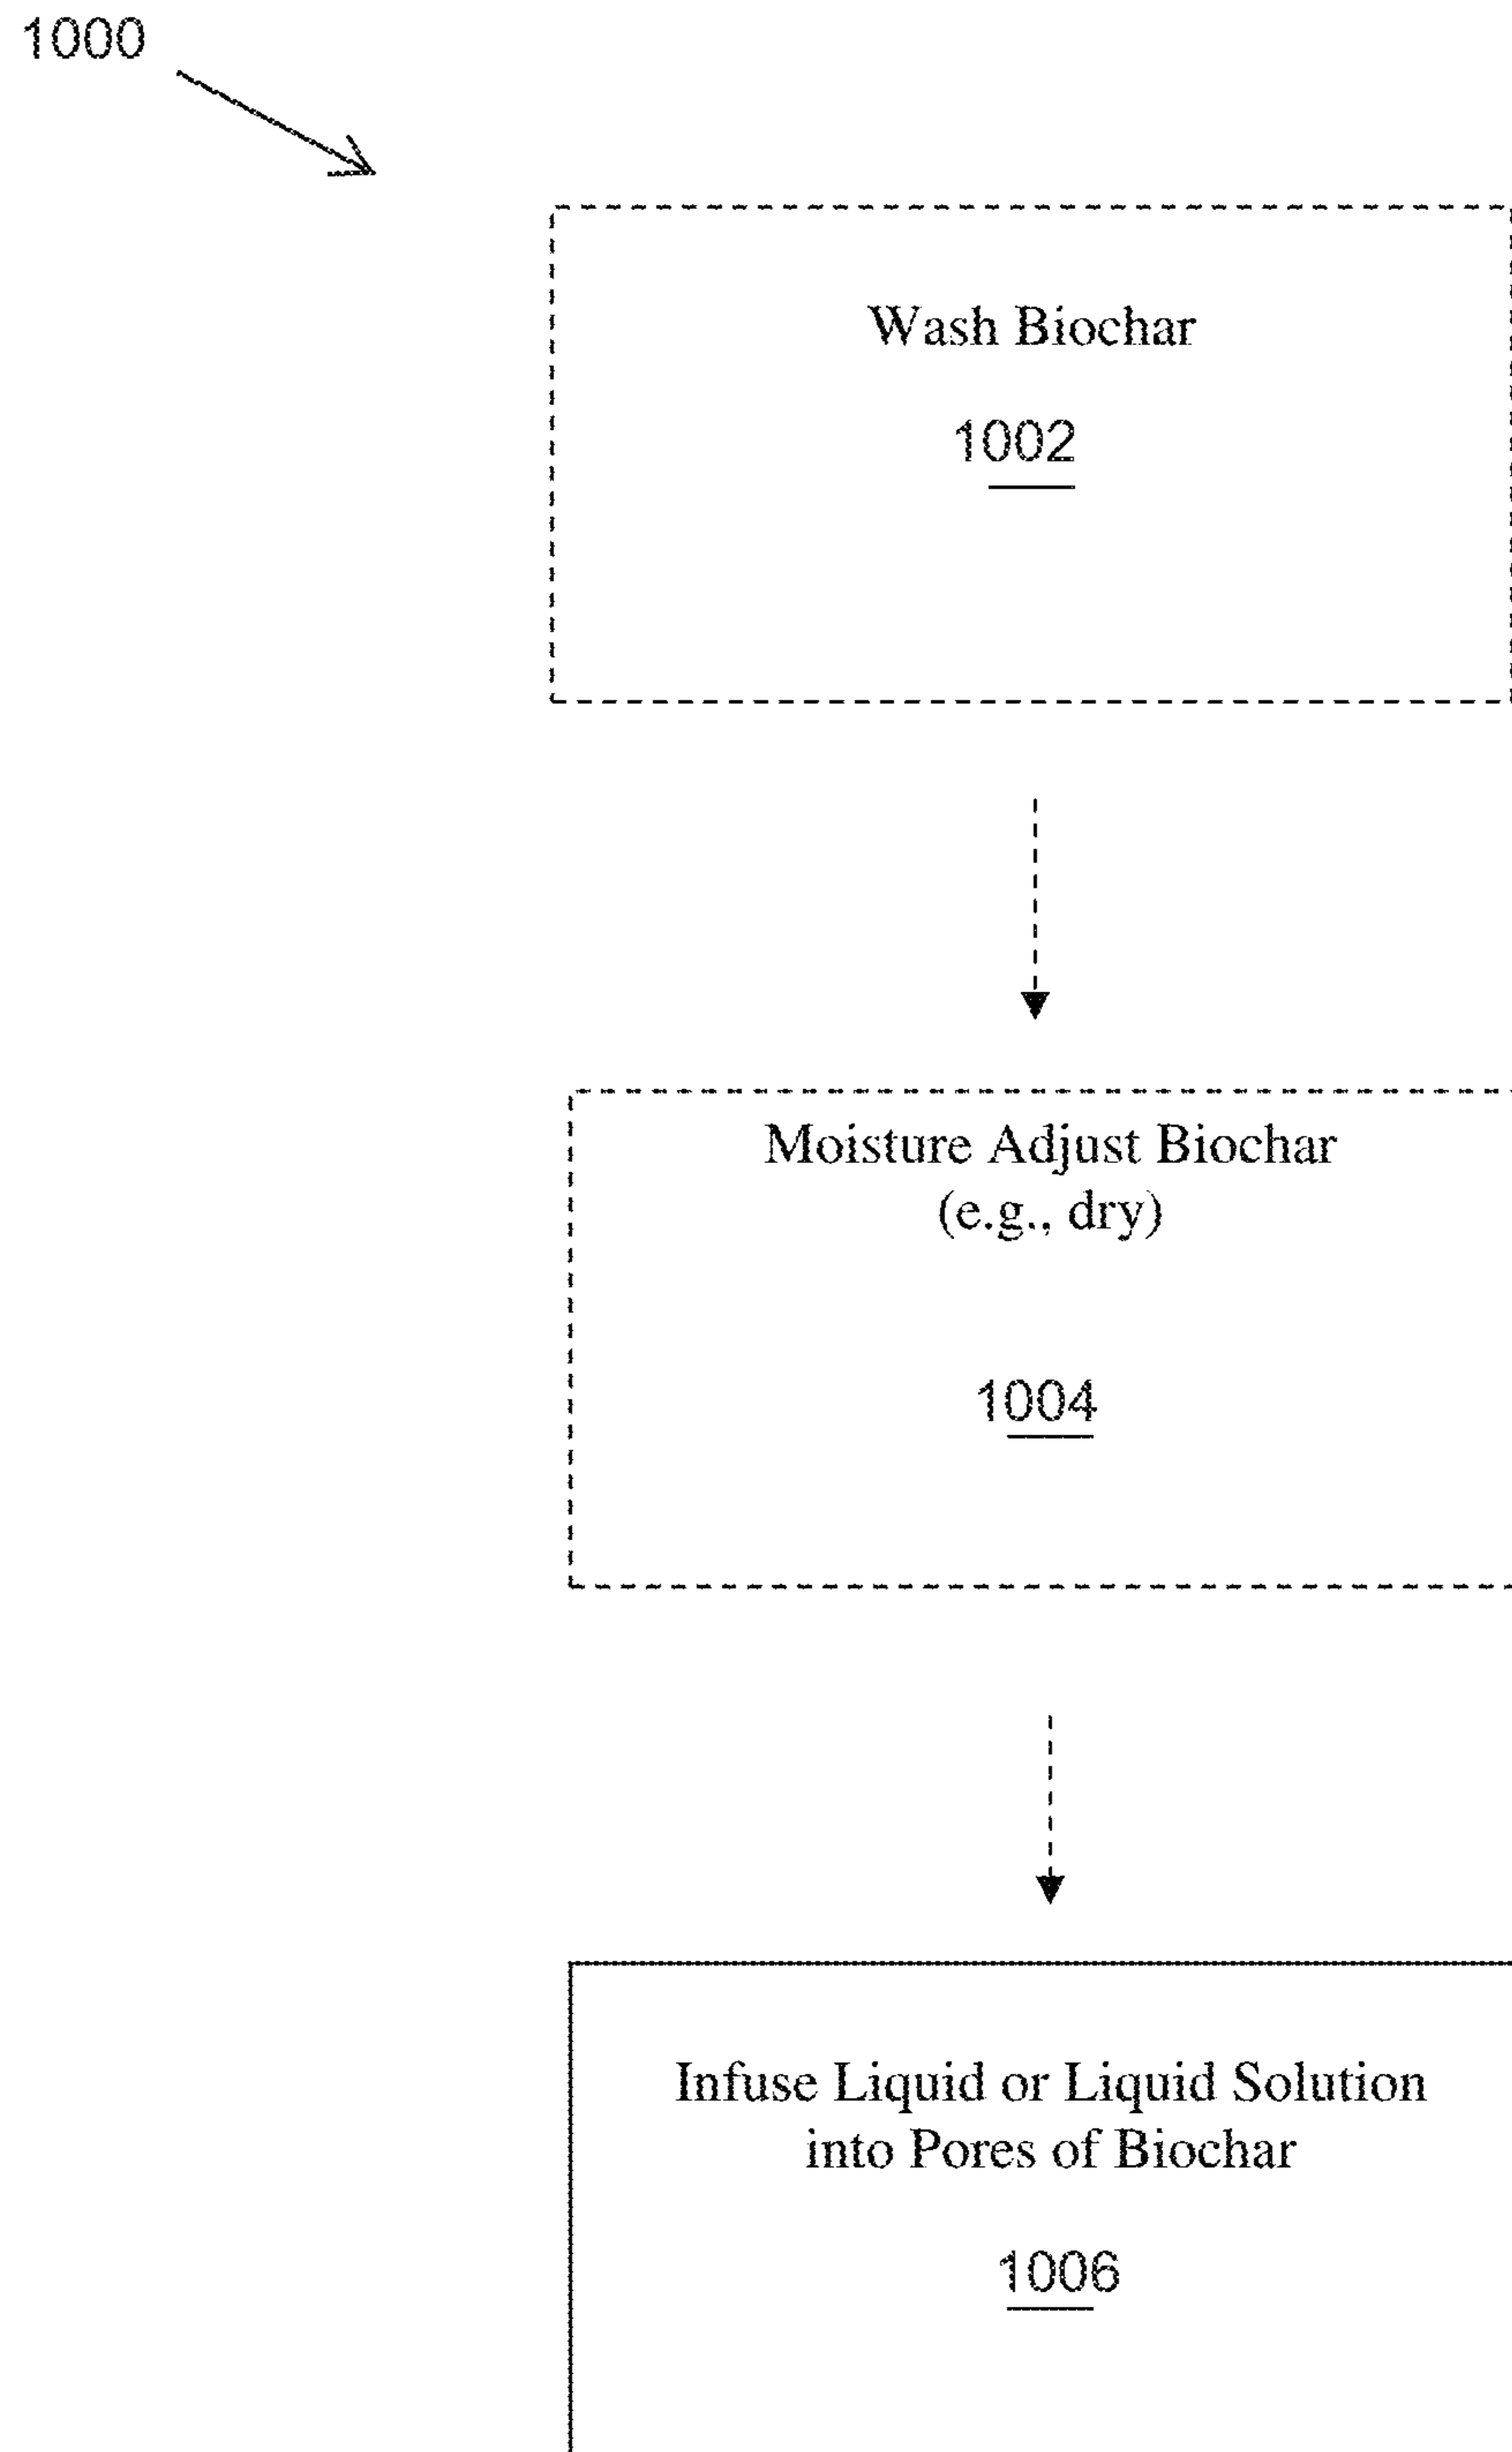 1000
Wash Biochar
1002
Moisture Adjust Biochar
(e.g., dry)
1004
Infuse Liquid or Liquid Solution
into Pores of Biochar
1006